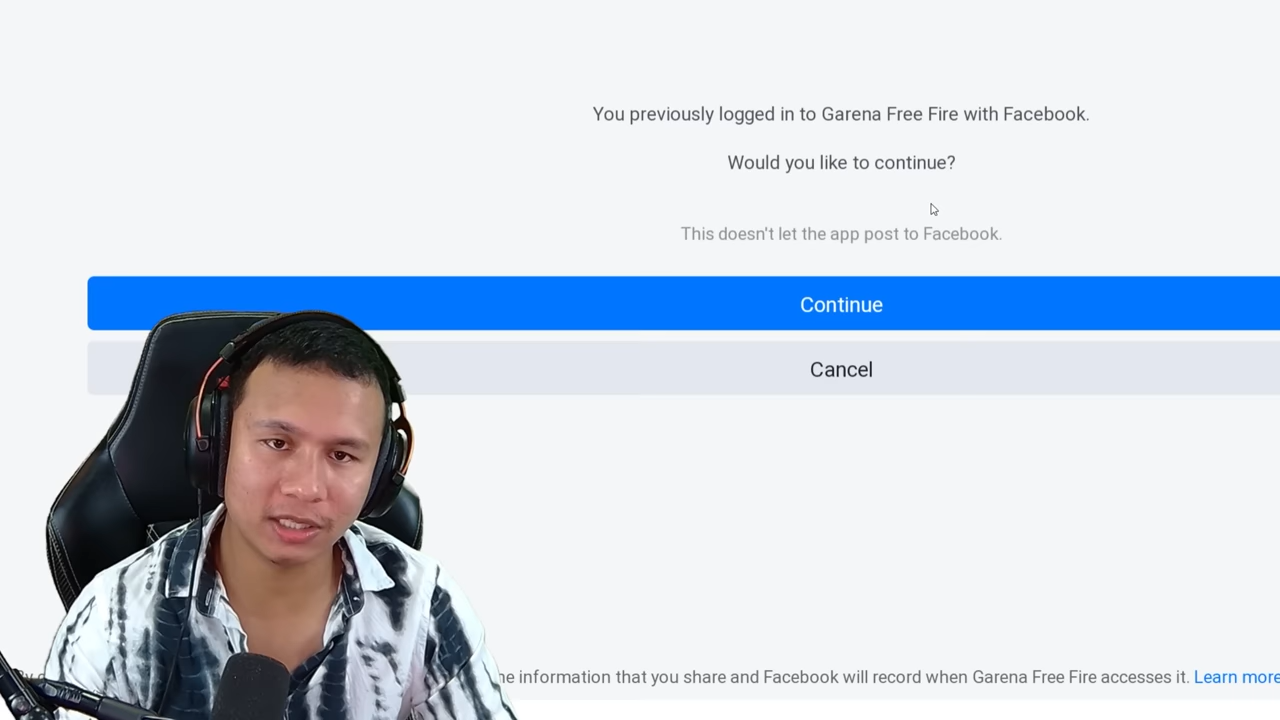 You previously logged in to Garena Free Fire with Facebook.
Would you like to continue?
This doesn't let the app post to Facebook.
Continue
Cancel
information that you share and Facebook will record when Garena Free Fire accesses it. Learn more